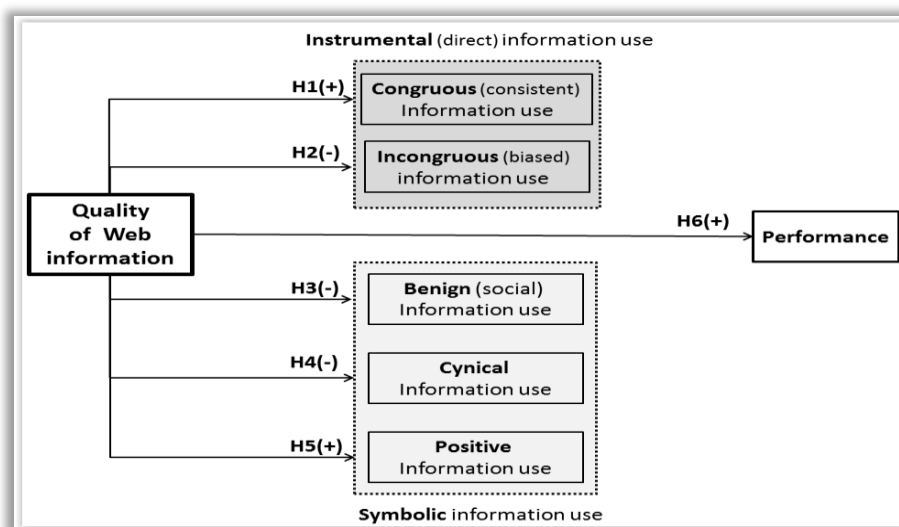 Instrumental (direct) information use
H1(+)
Congruous (consistent)
Information use
H2(-)
Incongruous (biased)
information use
Quality
of Web
information
H6(+)
Performance
H3(-)
Benign (social)
Information use
H4(-)
Cynical
Information use
H5(+)
Positive
Information use
Symbolic information use